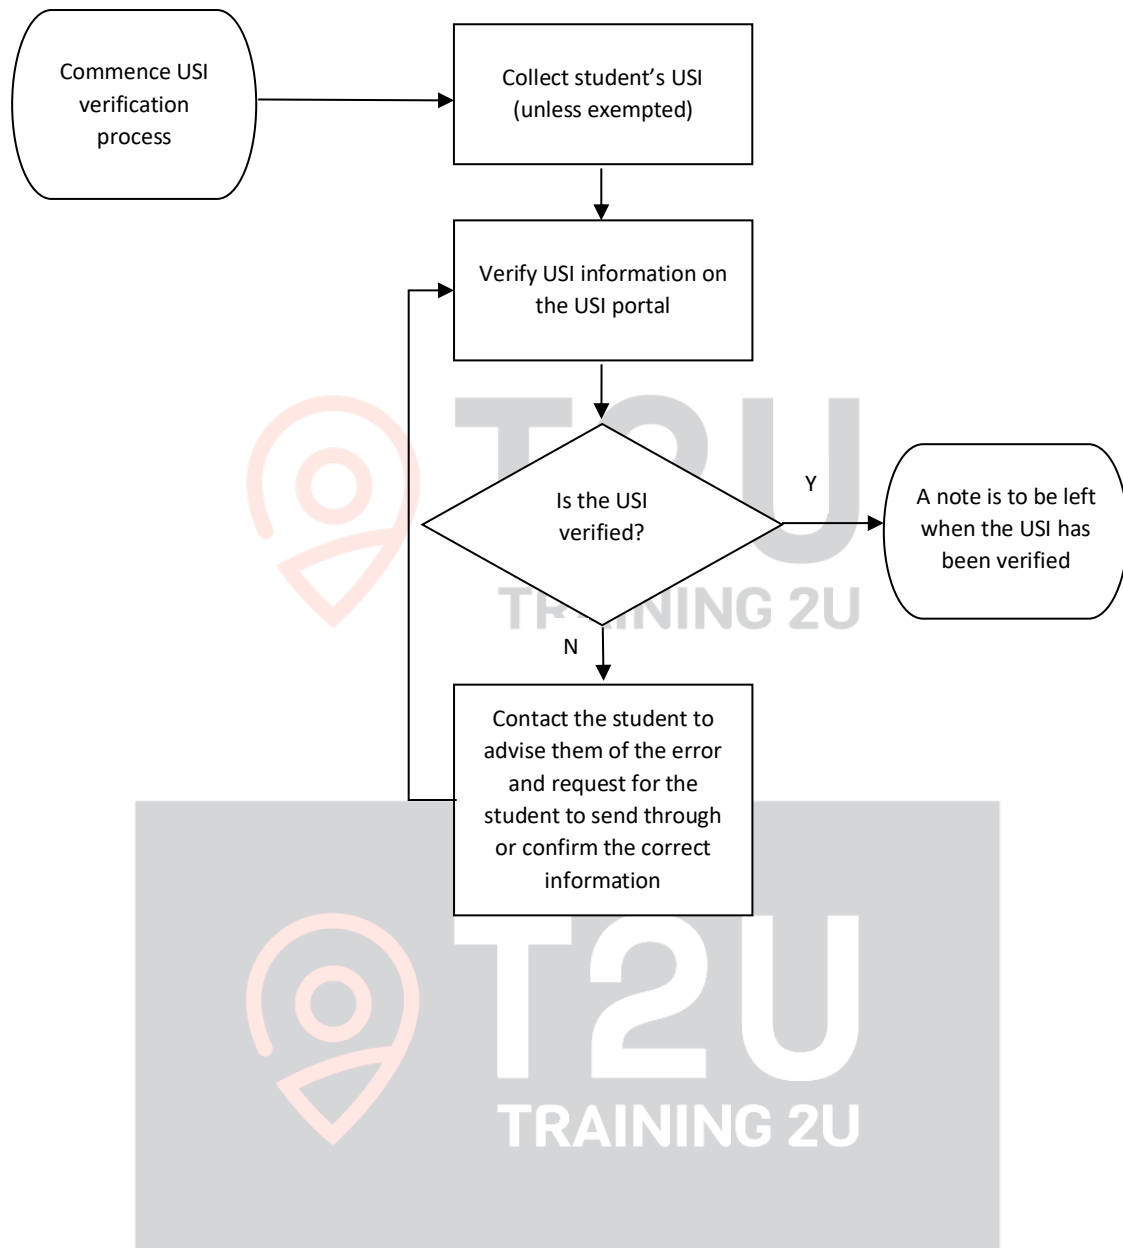 Commence USI
verification
process
Collect student’s USI
(unless exempted)
Verify USI information on
the USI portal
Is the USI
verified?
Y
A note is to be left
when the USI has
been verified
N
Contact the student to
advise them of the error
and request for the
student to send through
or confirm the correct
information
T2U
TRAINING 2U
T2U
TRAINING 2U